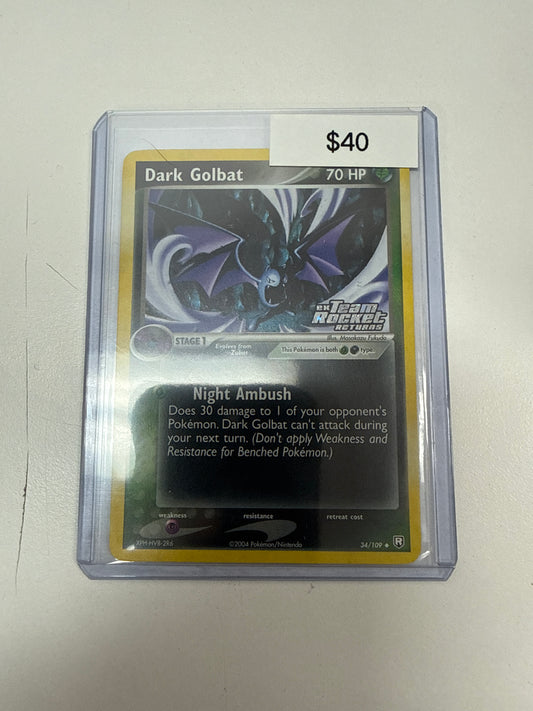 $40
Dark Golbat 70 HP
ex Team
Rocket
Returns
Illus. Masakazu Fukuda
STAGE 1 Evolves from
Zubat
This Pokémon is both type.
Night Ambush
Does 30 damage to 1 of your opponent's
Pokémon. Dark Golbat can't attack during
your next turn. (Don't apply Weakness and
Resistance for Benched Pokémon.)
weakness resistance retreat cost
XPH-HVB-2R6 ©2004 Pokémon/Nintendo 34/109 ◆ R